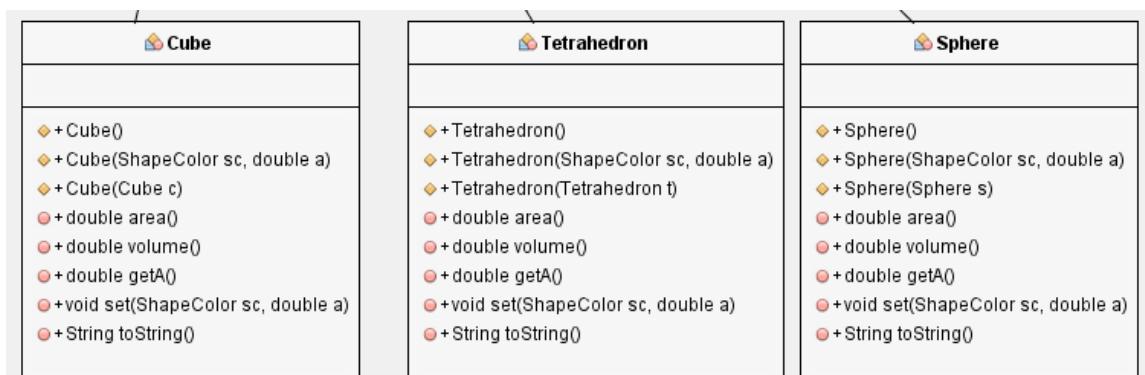 Cube
+Cube()
+Cube(ShapeColor sc, double a)
+Cube(Cube c)
+double area()
+double volume()
+double getA()
+void set(ShapeColor sc, double a)
+String toString()
Tetrahedron
+Tetrahedron()
+Tetrahedron(ShapeColor sc, double a)
+Tetrahedron(Tetrahedron t)
+double area()
+double volume()
+double getA()
+void set(ShapeColor sc, double a)
+String toString()
Sphere
+Sphere()
+Sphere(ShapeColor sc, double a)
+Sphere(Sphere s)
+double area()
+double volume()
+double getA()
+void set(ShapeColor sc, double a)
+String toString()